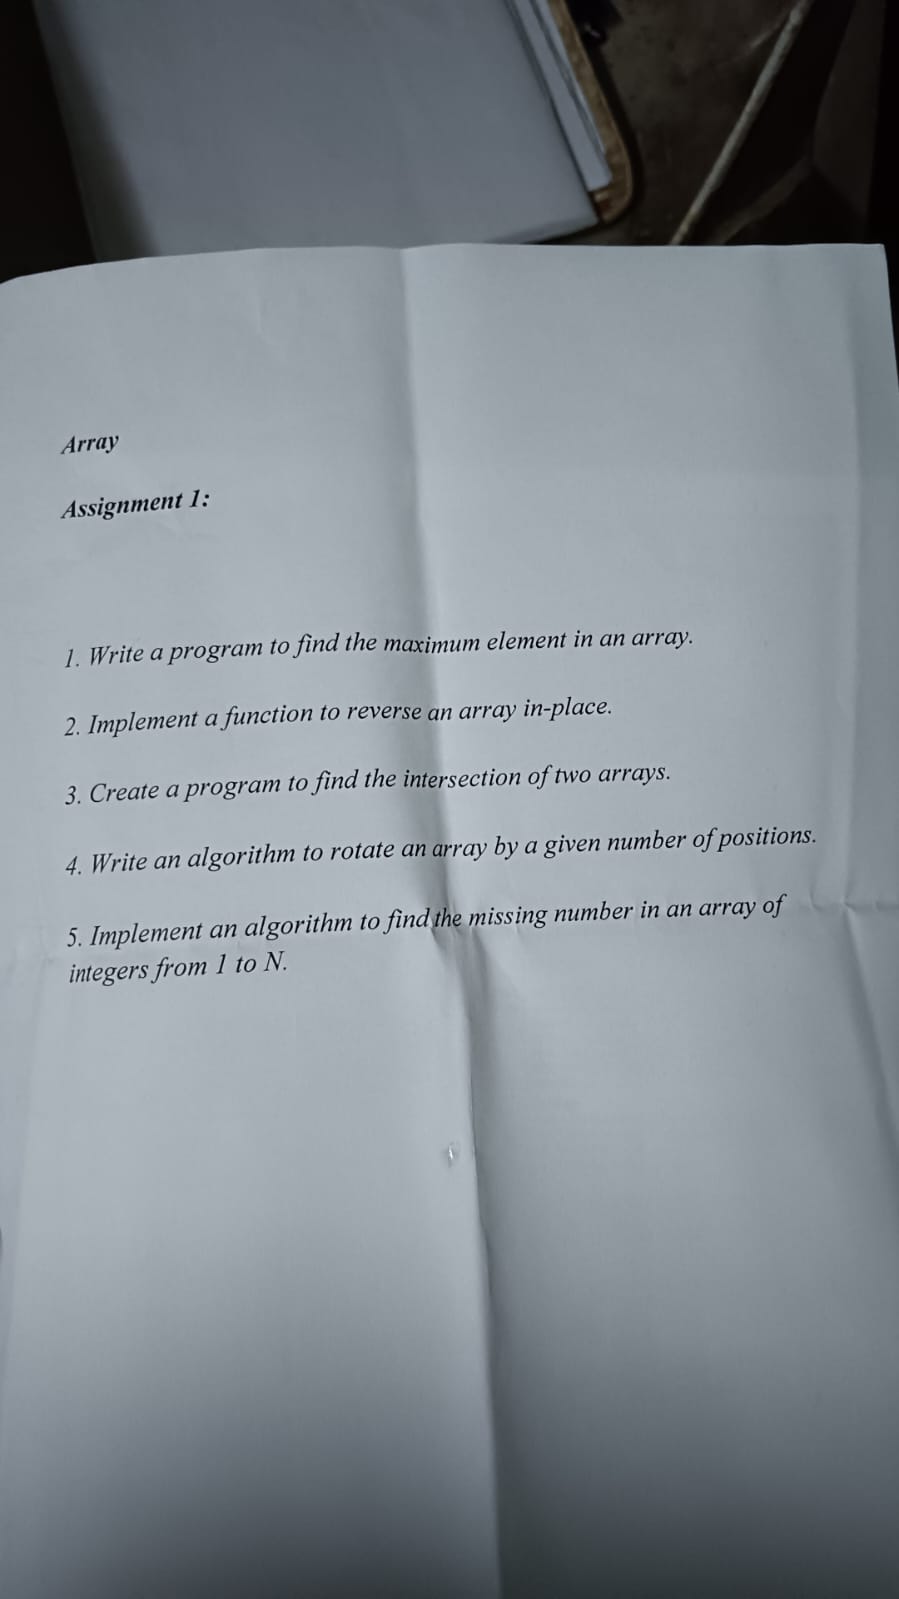 Array
Assignment 1:
1. Write a program to find the maximum element in an array.
2. Implement a function to reverse an array in-place.
3. Create a program to find the intersection of two arrays.
4. Write an algorithm to rotate an array by a given number of positions.
5. Implement an algorithm to find the missing number in an array of
integers from 1 to N.